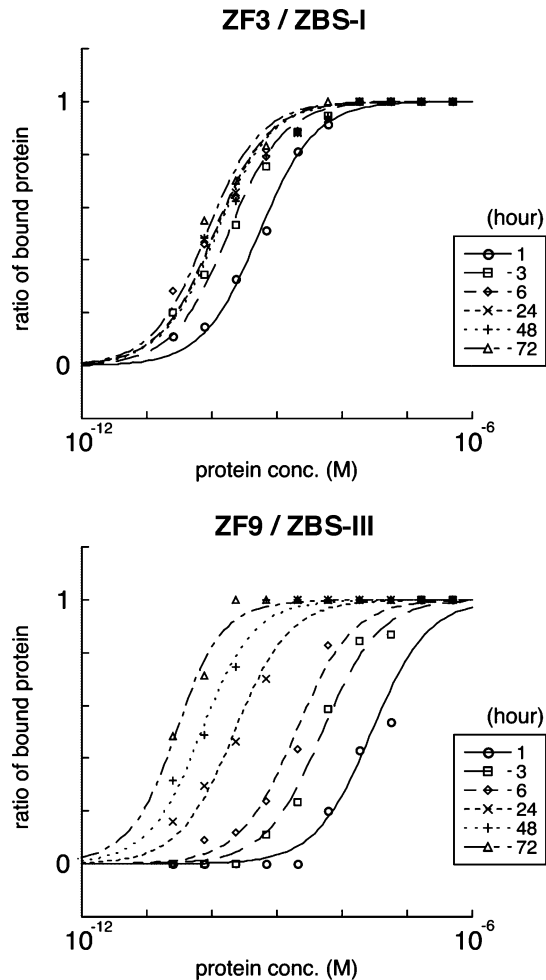 ZF3 / ZBS-I
ratio of bound protein
1
0
10-12
10-6
protein conc. (M)
(hour)
1
3
6
24
48
72
ZF9 / ZBS-III
ratio of bound protein
1
0
10-12
10-6
protein conc. (M)
(hour)
1
3
6
24
48
72